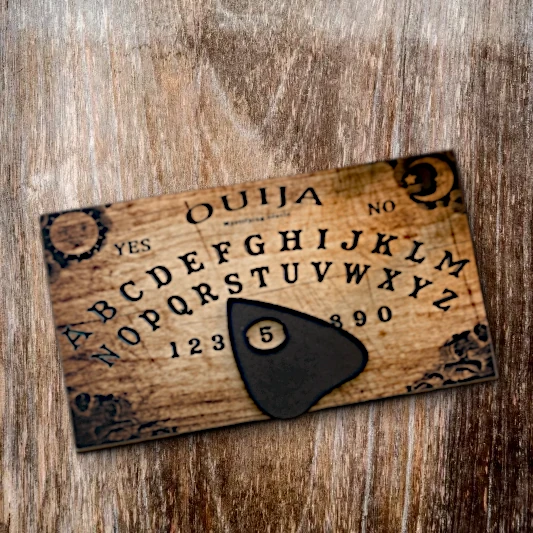 OUIJA
YES NO
ABCDEFGHIJKLM
NOPQRSTUVWXYZ
123 5 890